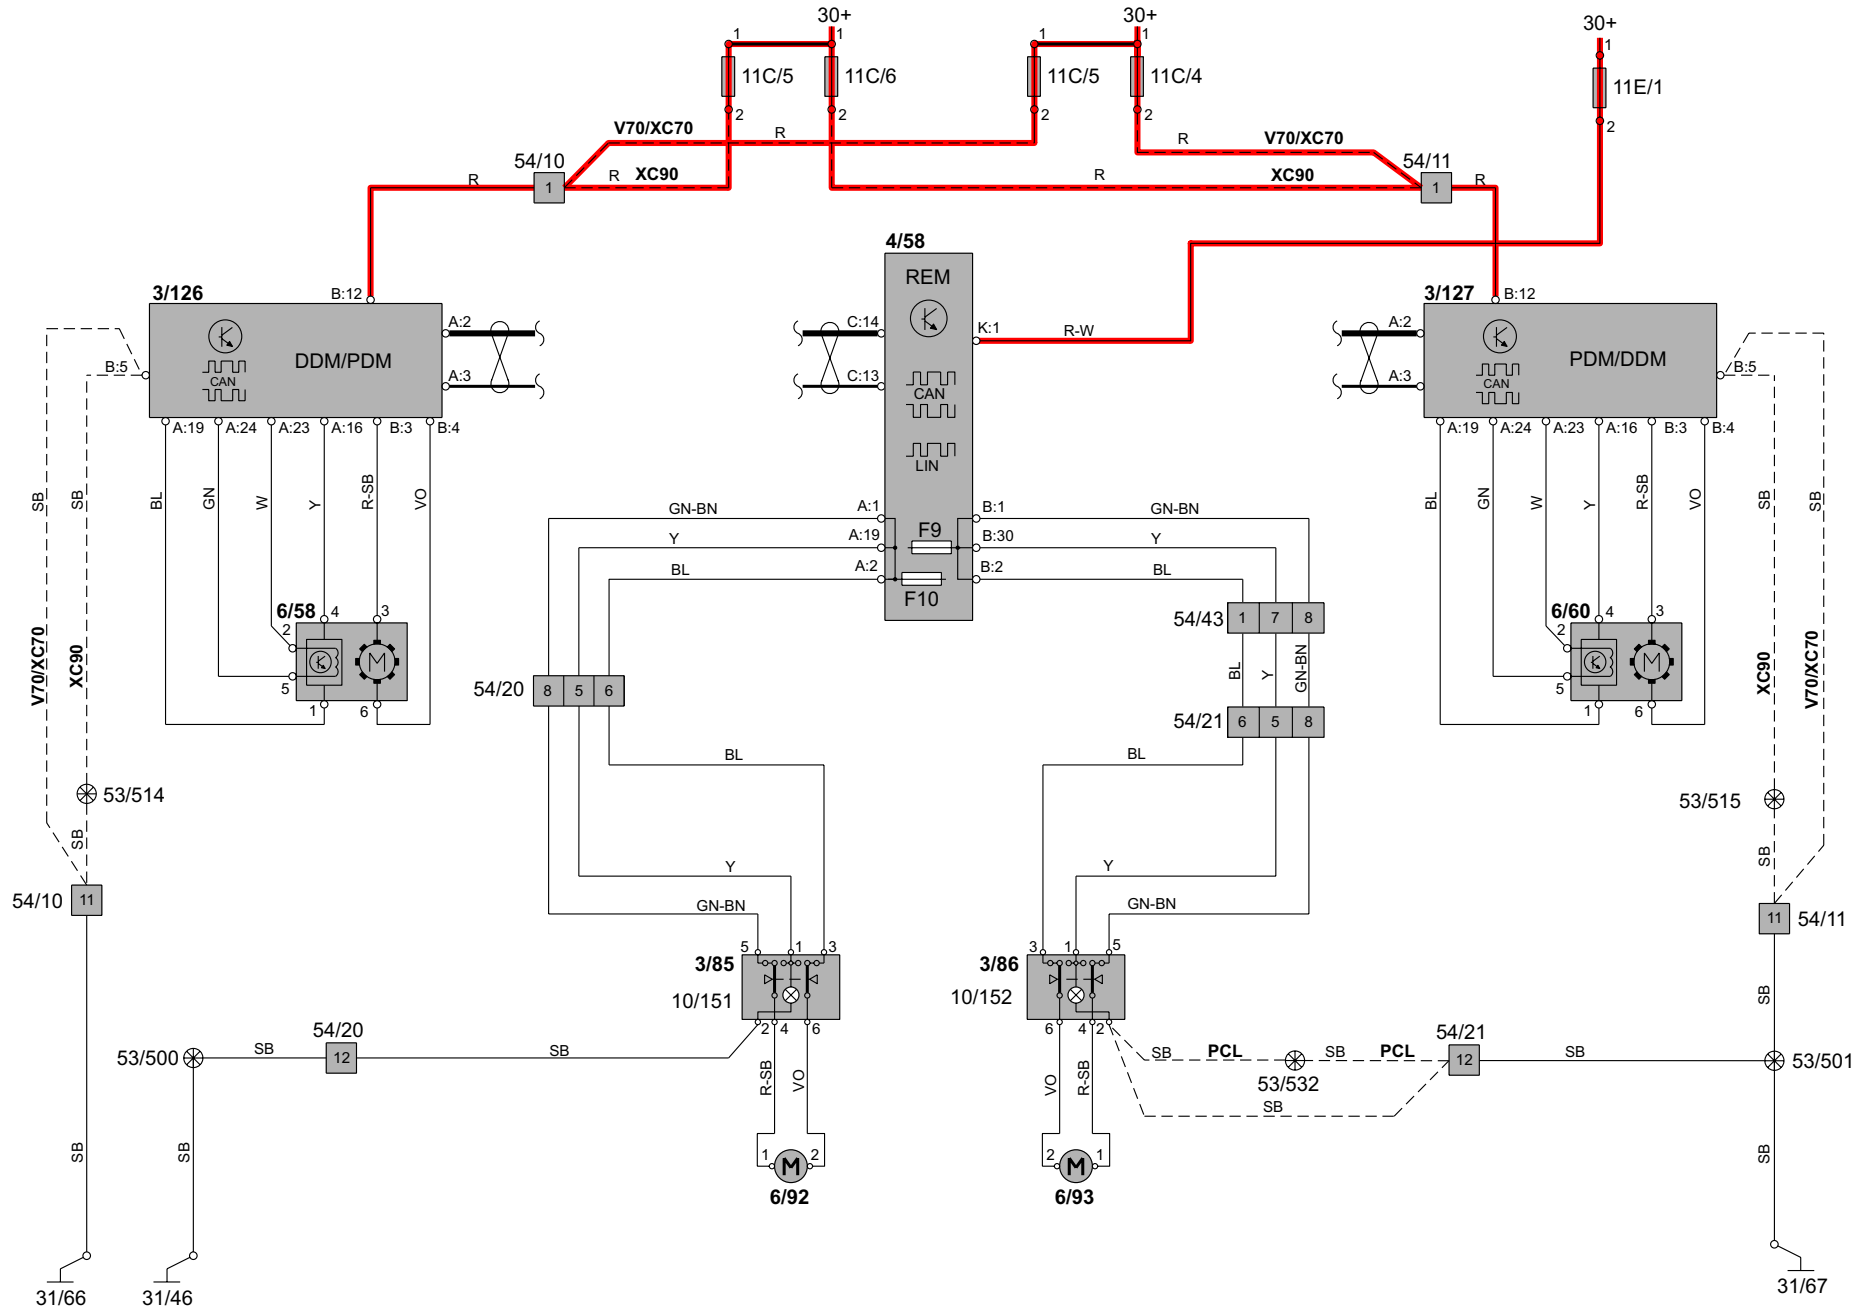 30+ 30+ 30+
1 1 1 1 1
11C/5 11C/6 11C/5 11C/4 11E/1
2 2 2 2 2
V70/XC70 R R V70/XC70
54/10 R XC90 R XC90 54/11
R 1 1 R
4/58
REM
3/126 B:12 3/127 B:12
A:2 C:14 K:1 R-W A:2
DDM/PDM PDM/DDM
B:5 CAN A:3 C:13 CAN A:3 CAN B:5
A:19 A:24 A:23 A:16 B:3 B:4 A:19 A:24 A:23 A:16 B:3 B:4
LIN
SB SB BL GN W Y R-SB VO BL GN W Y R-SB VO SB SB
GN-BN A:1 B:1 GN-BN
Y A:19 F9 B:30 Y
BL A:2 B:2 BL
F10
6/58 4 3 54/43 1 7 8 6/60 4 3
2 2
V70/XC70 XC90 M BL Y GN-BN M XC90 V70/XC70
5 54/20 8 5 6 5
1 6 54/21 6 5 8 1 6
BL BL
53/514 53/515
SB SB
Y Y
54/10 11 GN-BN GN-BN 11 54/11
5 1 3 3 1 5
3/85 3/86
10/151 10/152 SB
2 4 6 6 4 2
54/20 54/21
53/500 SB 12 SB SB PCL SB PCL 12 SB 53/501
R-SB VO VO R-SB 53/532
SB
SB SB SB
1 M 2 2 M 1
6/92 6/93
31/66 31/46 31/67